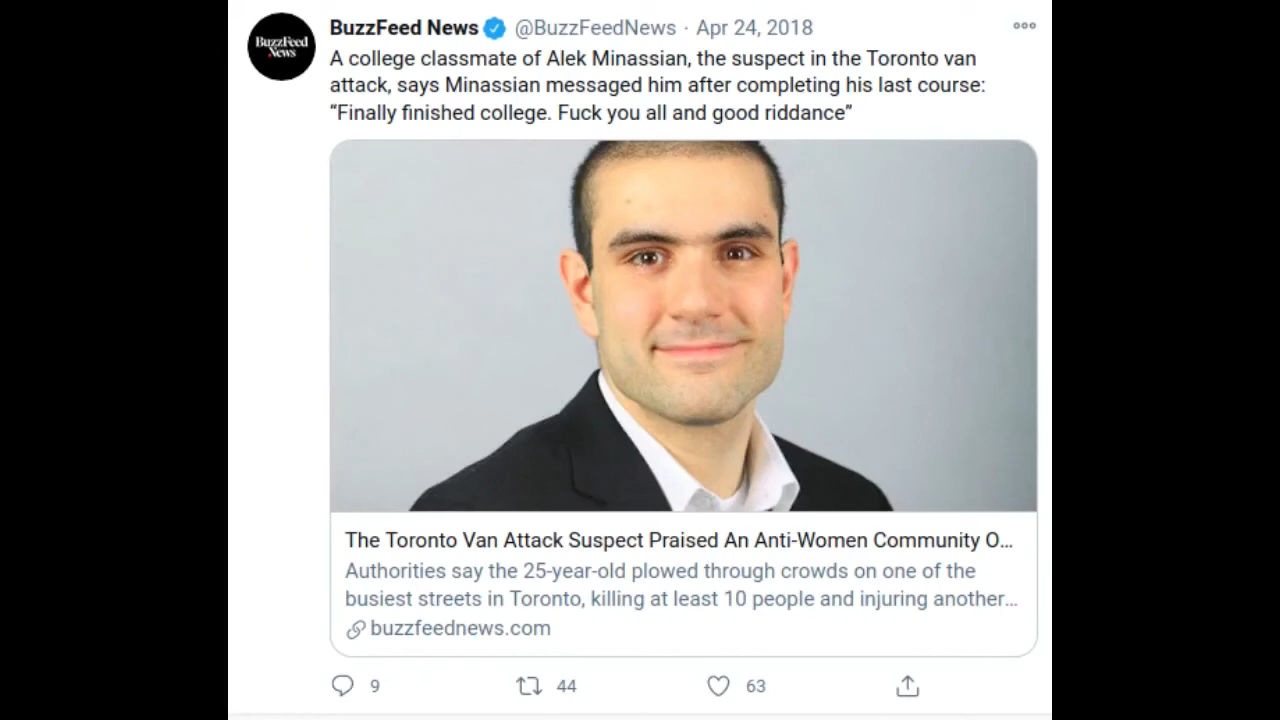 BuzzFeed
News
BuzzFeed News @BuzzFeedNews · Apr 24, 2018
A college classmate of Alek Minassian, the suspect in the Toronto van
attack, says Minassian messaged him after completing his last course:
“Finally finished college. Fuck you all and good riddance”
The Toronto Van Attack Suspect Praised An Anti-Women Community O...
Authorities say the 25-year-old plowed through crowds on one of the
busiest streets in Toronto, killing at least 10 people and injuring another...
buzzfeednews.com
9 44 63